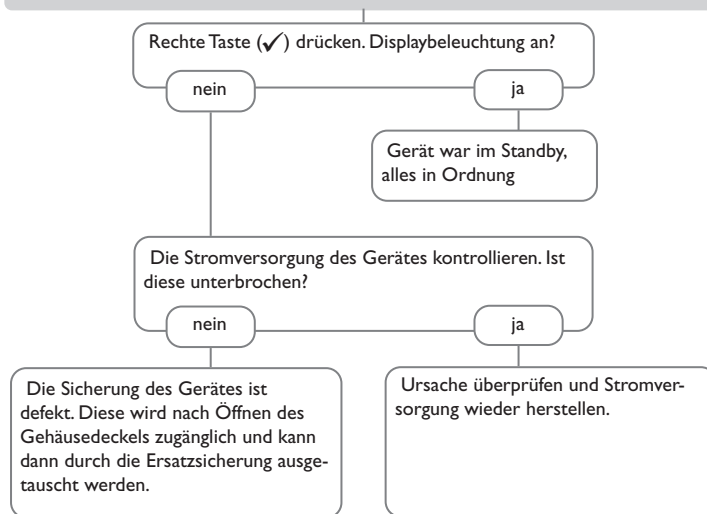 Rechte Taste (✓) drücken. Displaybeleuchtung an?
nein
ja
Gerät war im Standby,
alles in Ordnung
Die Stromversorgung des Gerätes kontrollieren. Ist
diese unterbrochen?
nein
ja
Die Sicherung des Gerätes ist
defekt. Diese wird nach Öffnen des
Gehäusedeckels zugänglich und kann
dann durch die Ersatzsicherung ausge-
tauscht werden.
Ursache überprüfen und Stromver-
sorgung wieder herstellen.